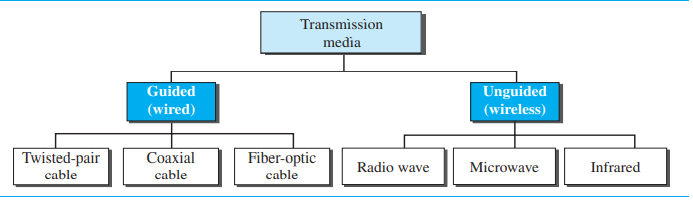 Transmission
media
Guided
(wired)
Unguided
(wireless)
Twisted-pair
cable
Coaxial
cable
Fiber-optic
cable
Radio wave
Microwave
Infrared